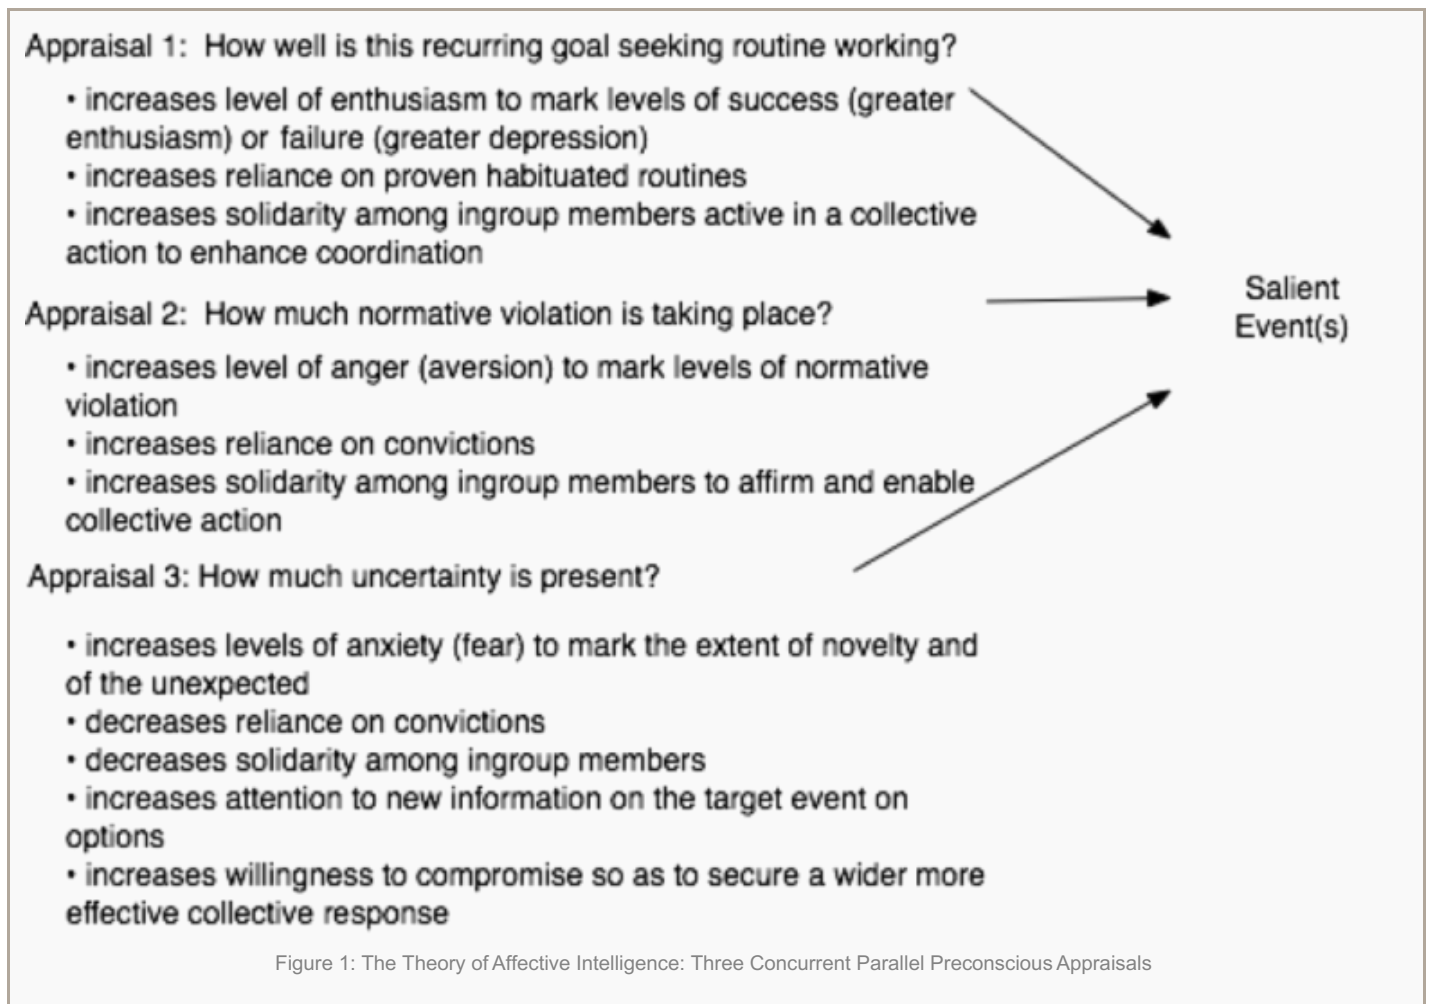 Appraisal 1: How well is this recurring goal seeking routine working?
• increases level of enthusiasm to mark levels of success (greater
enthusiasm) or failure (greater depression)
• increases reliance on proven habituated routines
• increases solidarity among ingroup members active in a collective
action to enhance coordination
Appraisal 2: How much normative violation is taking place?
• increases level of anger (aversion) to mark levels of normative
violation
• increases reliance on convictions
• increases solidarity among ingroup members to affirm and enable
collective action
Appraisal 3: How much uncertainty is present?
• increases levels of anxiety (fear) to mark the extent of novelty and
of the unexpected
• decreases reliance on convictions
• decreases solidarity among ingroup members
• increases attention to new information on the target event on
options
• increases willingness to compromise so as to secure a wider more
effective collective response
Salient
Event(s)
Figure 1: The Theory of Affective Intelligence: Three Concurrent Parallel Preconscious Appraisals